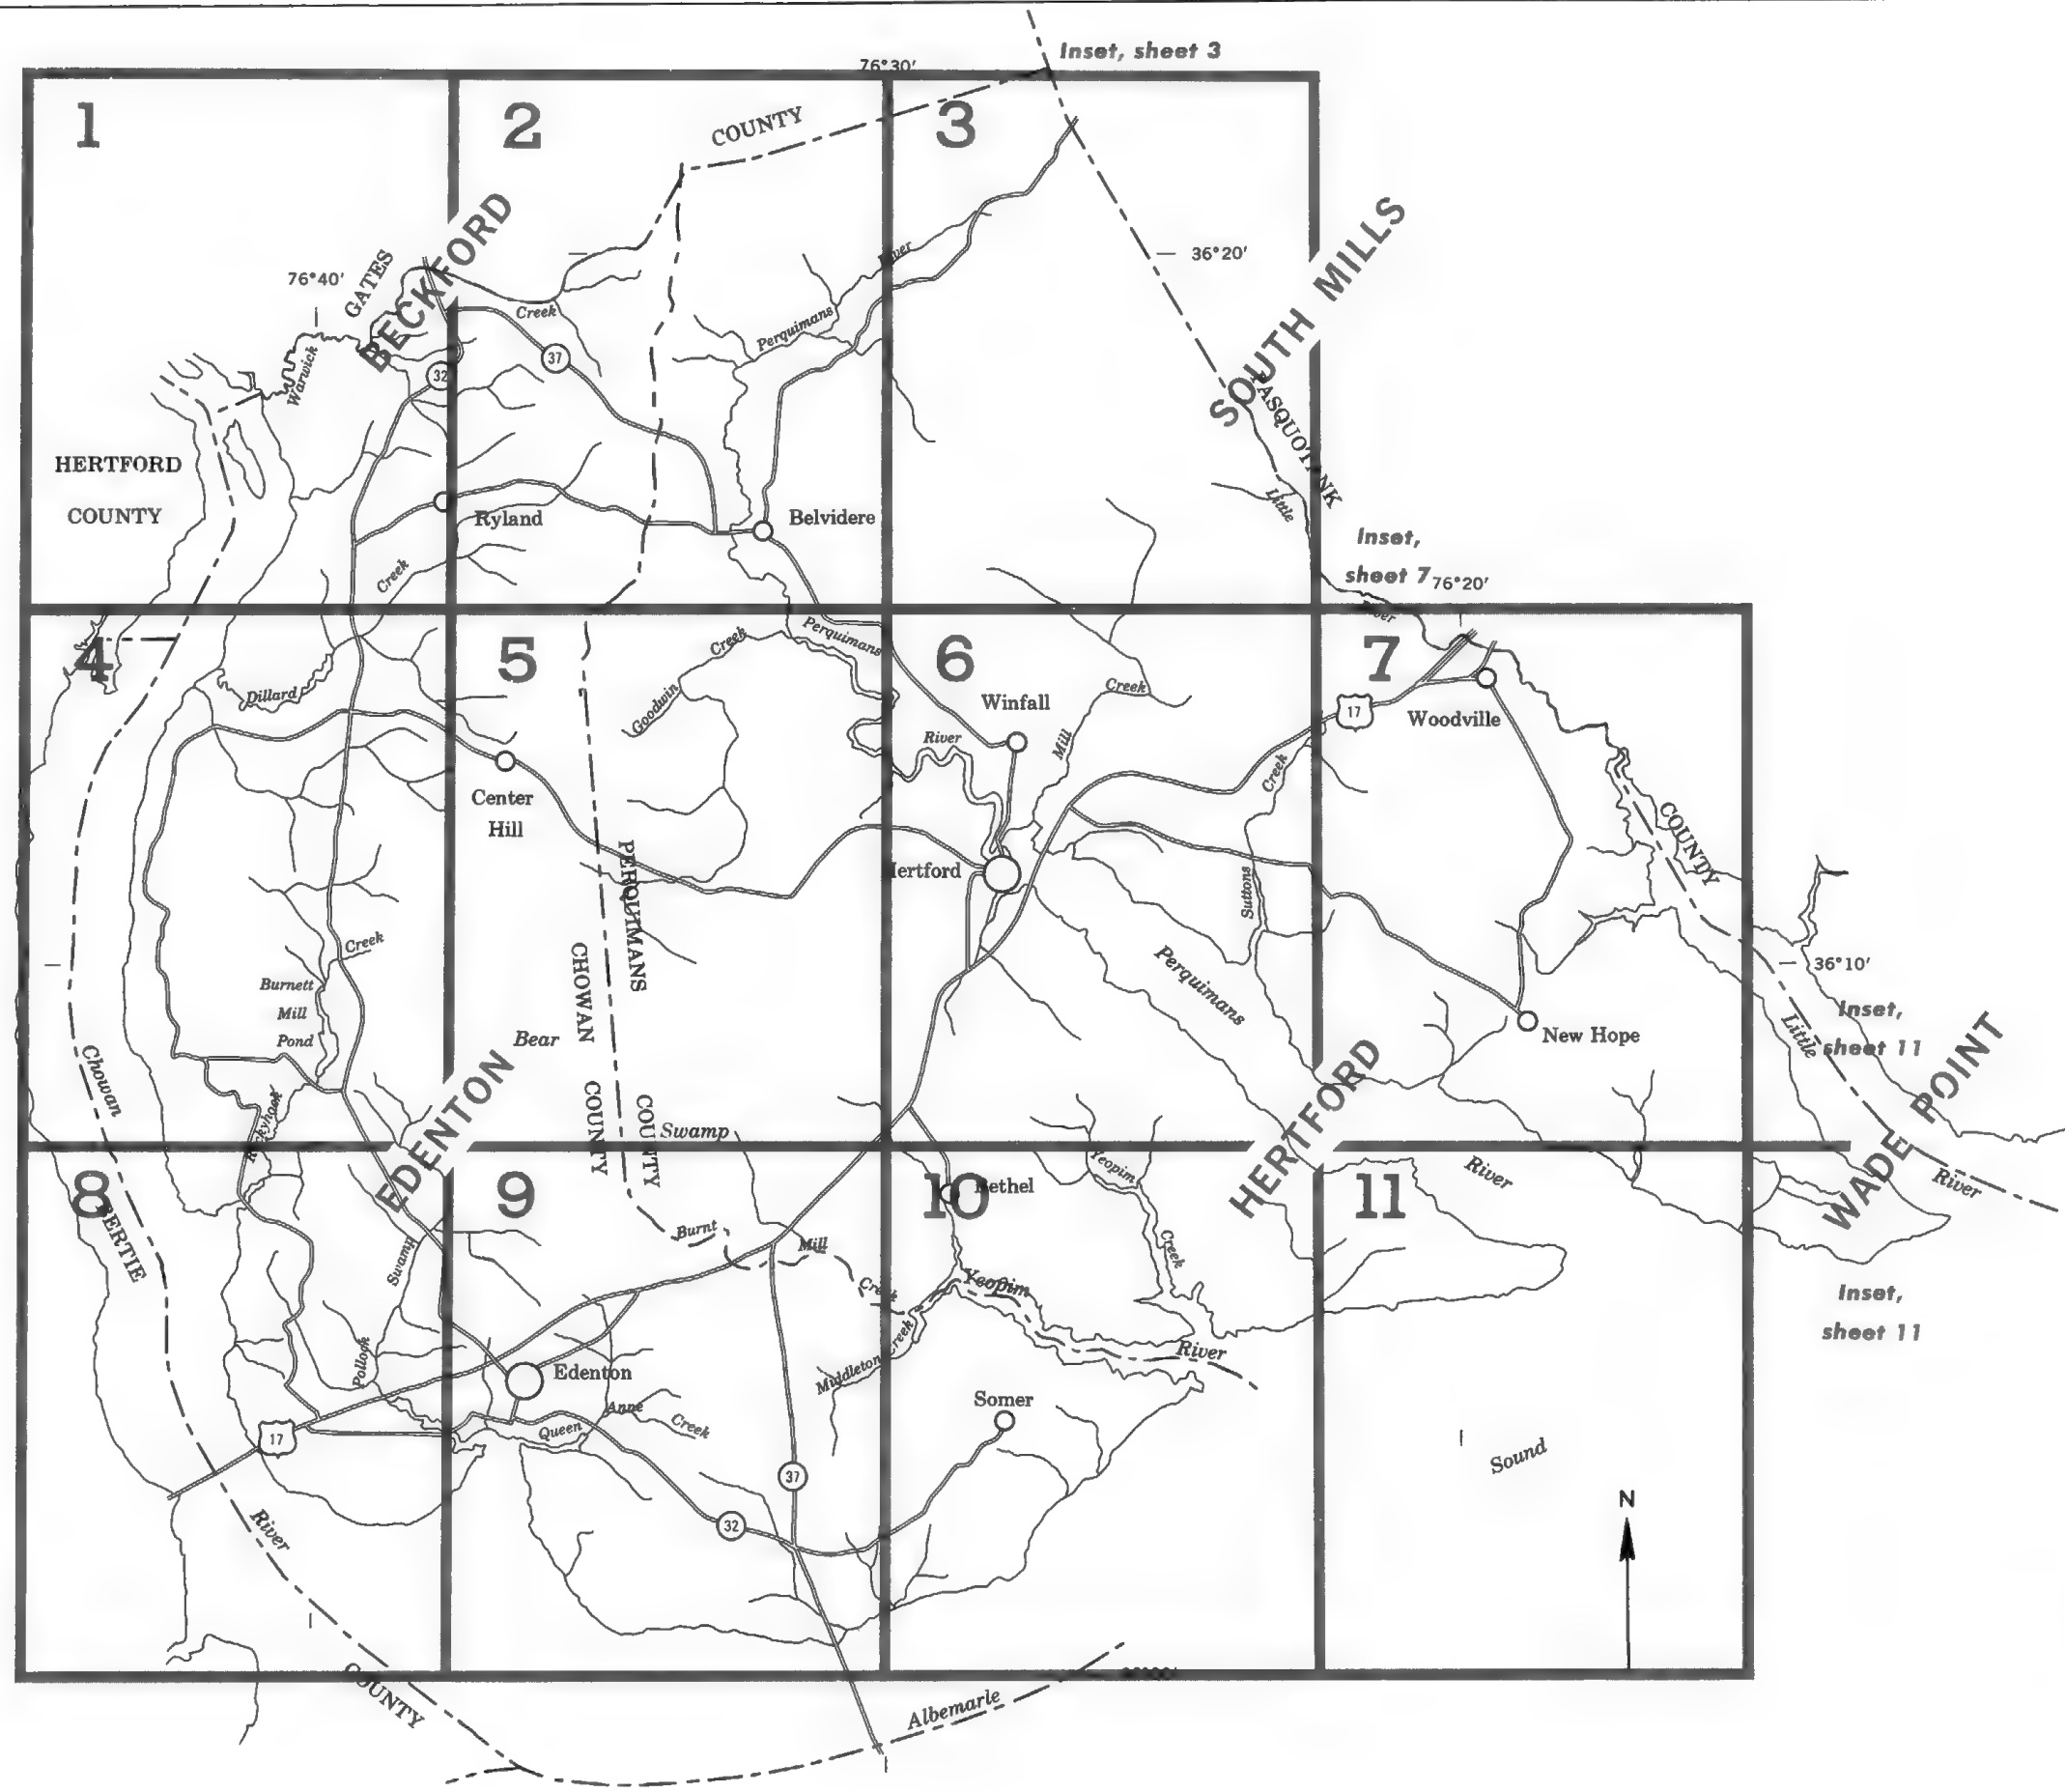 Inset, sheet 3
76°30'
1
2
3
COUNTY
BECKFORD
GATES
SOUTH MILLS
36°20'
76°40'
River
Creek
Perquimans
37
Warwick
32
PASQUOTANK
HERTFORD
COUNTY
Little
Ryland
Belvidere
Inset,
sheet 7
76°20'
Creek
River
4
5
6
7
Creek
Perquimans
Dillard
Goodwin
Winfall
Creek
17
Woodville
River
Mill
Creek
Center
Hill
COUNTY
PERQUIMANS
Hertford
Suttons
Creek
CHOWAN
Perquimans
36°10'
Burnett
Mill
Pond
Inset,
sheet 11
Little
New Hope
Bear
Chowan
EDENTON
HERTFORD
WADE POINT
COUNTY
COUNTY
Rockyhook
Swamp
Yeopim
River
River
8
9
10
11
Bethel
BERTIE
Burnt
Mill
Swamp
Creek
Creek
Yeopim
Inset,
sheet 11
Middleton Creek
River
Pollock
Edenton
Somer
Anne
Creek
Queen
17
Sound
37
32
N
River
COUNTY
Albemarle